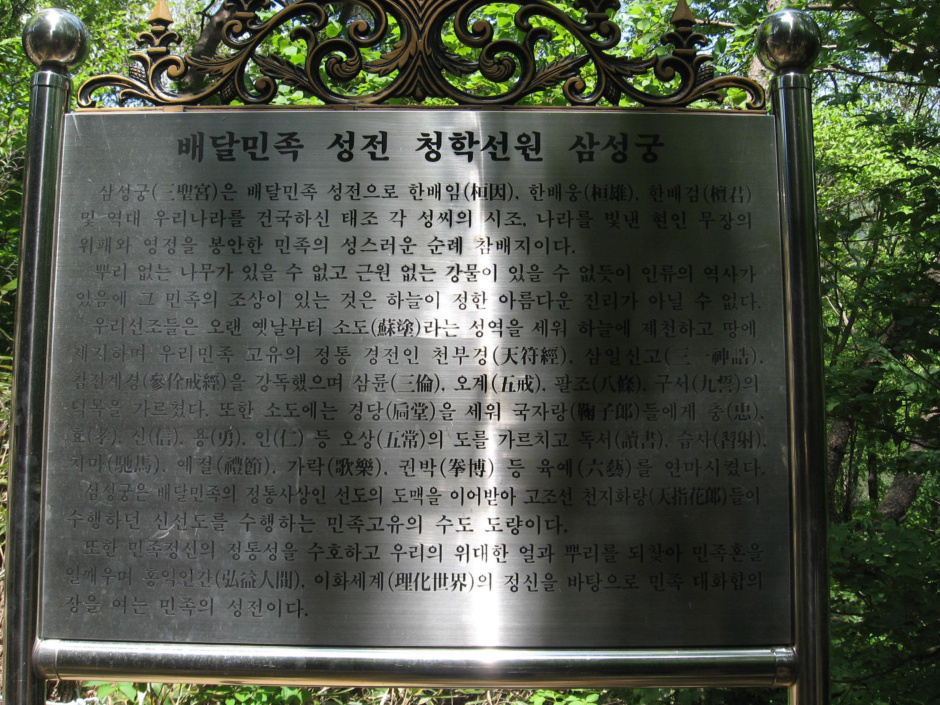 배달민족 성전 청학선원 삼성궁
삼성궁(三聖宮)은 배달민족 성전으로 한배임(桓因), 한배웅(桓雄), 한배검(檀君)
및 역대 우리나라를 건국하신 태조 각 성씨의 시조, 나라를 빛낸 현인 무장의
위패와 영정을 봉안한 민족의 성스러운 순례 참배지이다.
뿌리 없는 나무가 있을 수 없고 근원 없는 강물이 있을 수 없듯이 인류의 역사가
있음에 그 민족의 조상이 있는 것은 하늘이 정한 아름다운 진리가 아닐 수 없다.
우리선조들은 오랜 옛날부터 소도(蘇塗)라는 성역을 세워 하늘에 제천하고 땅에
제지하며 우리민족 고유의 정통 경전인 천부경(天符經), 삼일신고(三一神誥),
참전계경(參佺戒經)을 강독했으며 삼륜(三倫), 오계(五戒), 팔조(八條), 구서(九誓)의
덕목을 가르쳤다. 또한 소도에는 경당(扃堂)을 세워 국자랑(鞠子郎)들에게 충(忠),
효(孝), 신(信), 용(勇), 인(仁) 등 오상(五常)의 도를 가르치고 독서(讀書), 습사(習射),
치마(馳馬), 예절(禮節), 가락(歌樂), 권박(拳博) 등 육예(六藝)를 연마시켰다.
삼성궁은 배달민족의 정통사상인 선도의 도맥을 이어받아 고조선 천지화랑(天指花郎)들이
수행하던 신선도를 수행하는 민족고유의 수도 도량이다.
또한 민족정신의 정통성을 수호하고 우리의 위대한 얼과 뿌리를 되찾아 민족혼을
일깨우며 홍익인간(弘益人間), 이화세계(理化世界)의 정신을 바탕으로 민족 대화합의
장을 여는 민족의 성전이다.